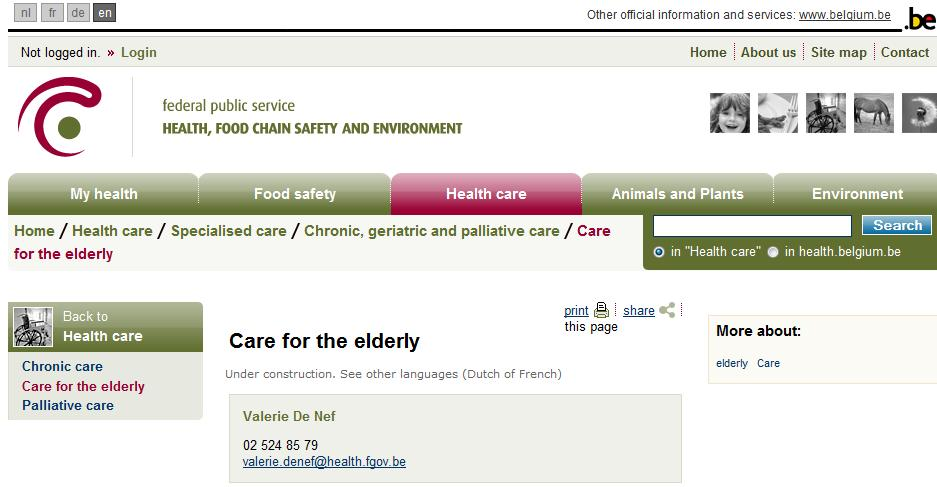 nl fr de en
Other official information and services: www.belgium.be
.be
Not logged in. » Login
Home About us Site map Contact
federal public service
HEALTH, FOOD CHAIN SAFETY AND ENVIRONMENT
My health Food safety Health care Animals and Plants Environment
Home / Health care / Specialised care / Chronic, geriatric and palliative care / Care
for the elderly
Search
in "Health care" in health.belgium.be
Back to
Health care
Chronic care
Care for the elderly
Palliative care
print share
this page
Care for the elderly
Under construction. See other languages (Dutch of French)
Valerie De Nef
02 524 85 79
valerie.denef@health.fgov.be
More about:
elderly Care